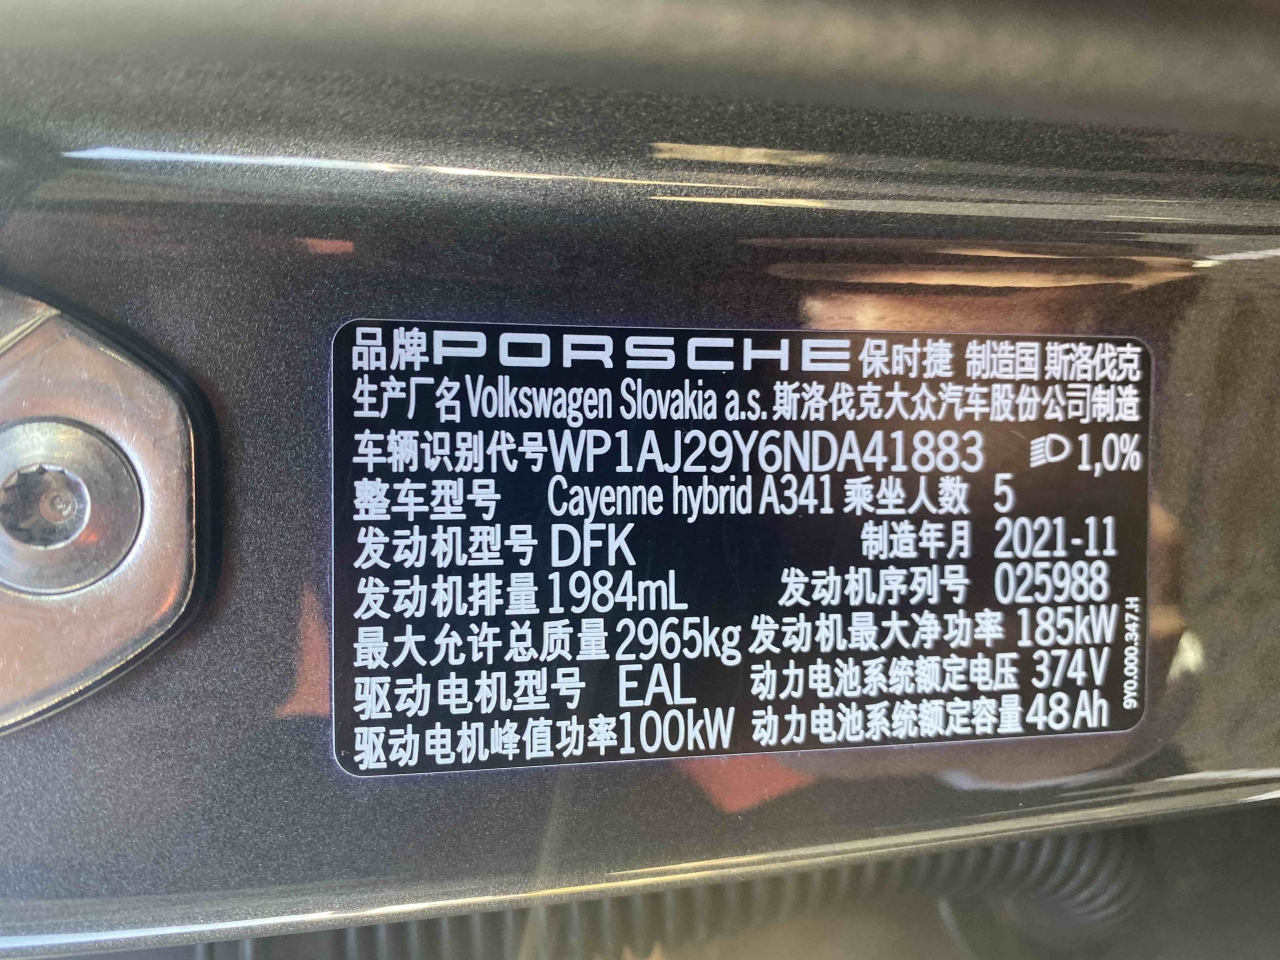 品牌PORSCHE保时捷 制造国 斯洛伐克
生产厂名Volkswagen Slovakia a.s.斯洛伐克大众汽车股份公司制造
车辆识别代号WP1AJ29Y6NDA41883 1,0%
整车型号 Cayenne hybrid A341 乘坐人数 5
发动机型号DFK 制造年月 2021-11
发动机排量1984mL 发动机序列号 025988
最大允许总质量2965kg 发动机最大净功率 185kW
驱动电机型号 EAL 动力电池系统额定电压 374V
驱动电机峰值功率100kW 动力电池系统额定容量48Ah
9Y0.000.347.H